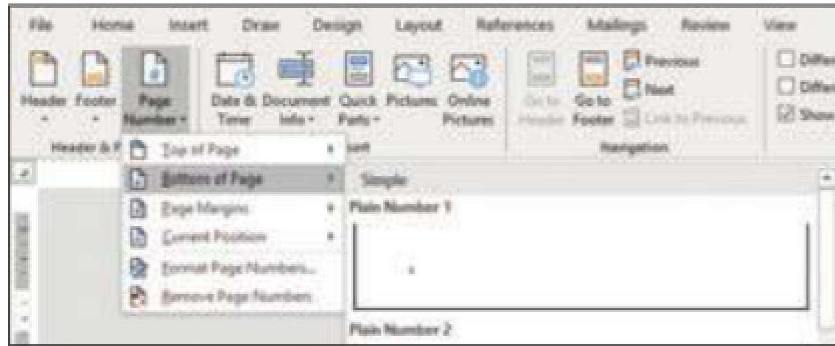 File Home Insert Draw Design Layout References Mailings Review View
Header Footer Page Number Date & Time Document Info Quick Parts Pictures Online Pictures Go to Header Go to Footer Previous Next Link to Previous Differ Differ Show
Header & F Navigation
Top of Page
Bottom of Page
Page Margins
Current Position
Format Page Numbers...
Remove Page Numbers
Simple
Plain Number 1
Plain Number 2